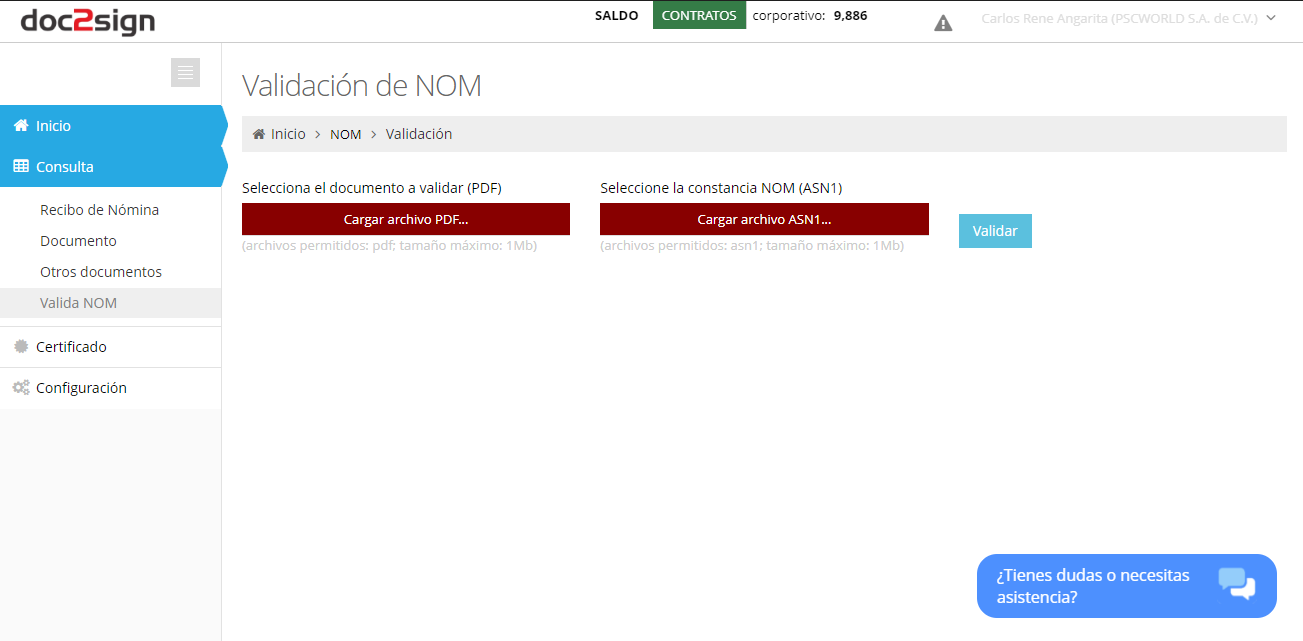 doc2sign
SALDO CONTRATOS corporativo: 9,886
Carlos Rene Angarita (PSCWORLD S.A. de C.V.)
Inicio
Consulta
Recibo de Nómina
Documento
Otros documentos
Valida NOM
Certificado
Configuración
Validación de NOM
Inicio > NOM > Validación
Selecciona el documento a validar (PDF)
Cargar archivo PDF...
(archivos permitidos: pdf; tamaño máximo: 1Mb)
Seleccione la constancia NOM (ASN1)
Cargar archivo ASN1...
(archivos permitidos: asn1; tamaño máximo: 1Mb)
Validar
¿Tienes dudas o necesitas
asistencia?